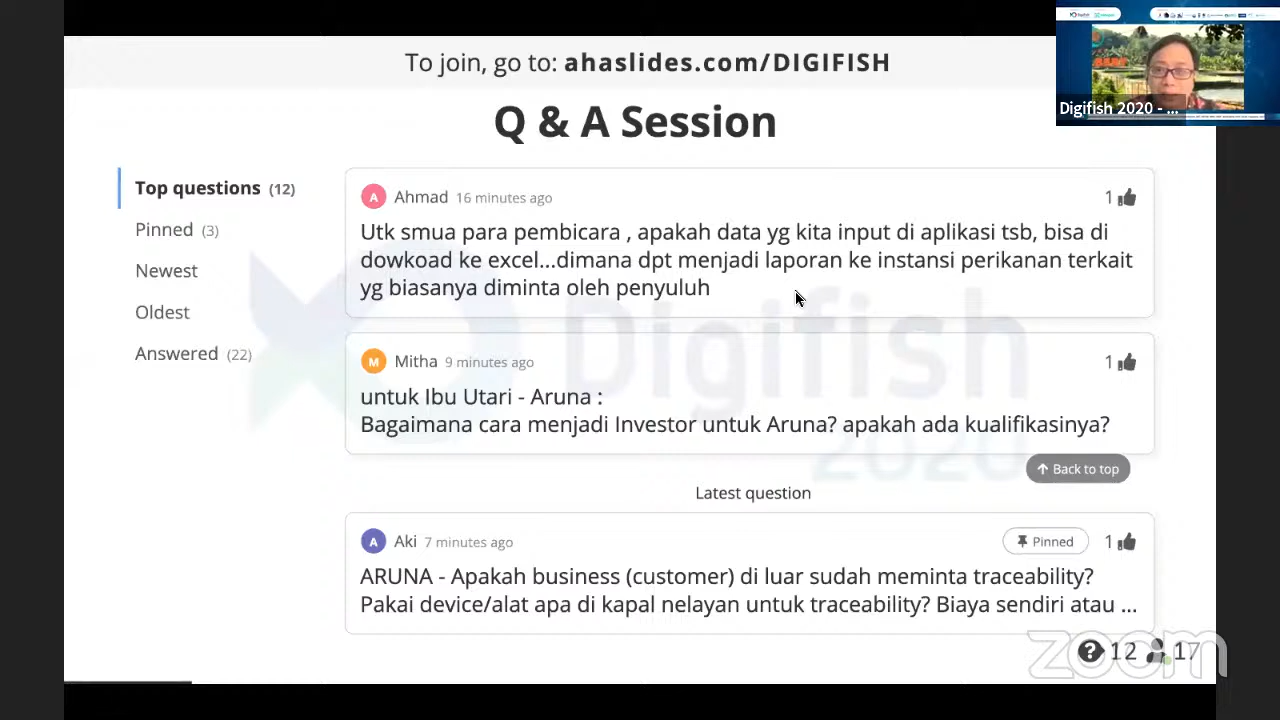 To join, go to: ahaslides.com/DIGIFISH
Q & A Session
Digifish 2020 - ...
Top questions (12)
Pinned (3)
Newest
Oldest
Answered (22)
A Ahmad 16 minutes ago 1
Utk smua para pembicara , apakah data yg kita input di aplikasi tsb, bisa di
dowkoad ke excel...dimana dpt menjadi laporan ke instansi perikanan terkait
yg biasanya diminta oleh penyuluh
M Mitha 9 minutes ago 1
untuk Ibu Utari - Aruna :
Bagaimana cara menjadi Investor untuk Aruna? apakah ada kualifikasinya?
Digifish
2020
Back to top
Latest question
A Aki 7 minutes ago Pinned 1
ARUNA - Apakah business (customer) di luar sudah meminta traceability?
Pakai device/alat apa di kapal nelayan untuk traceability? Biaya sendiri atau ...
zoom
? 12 17